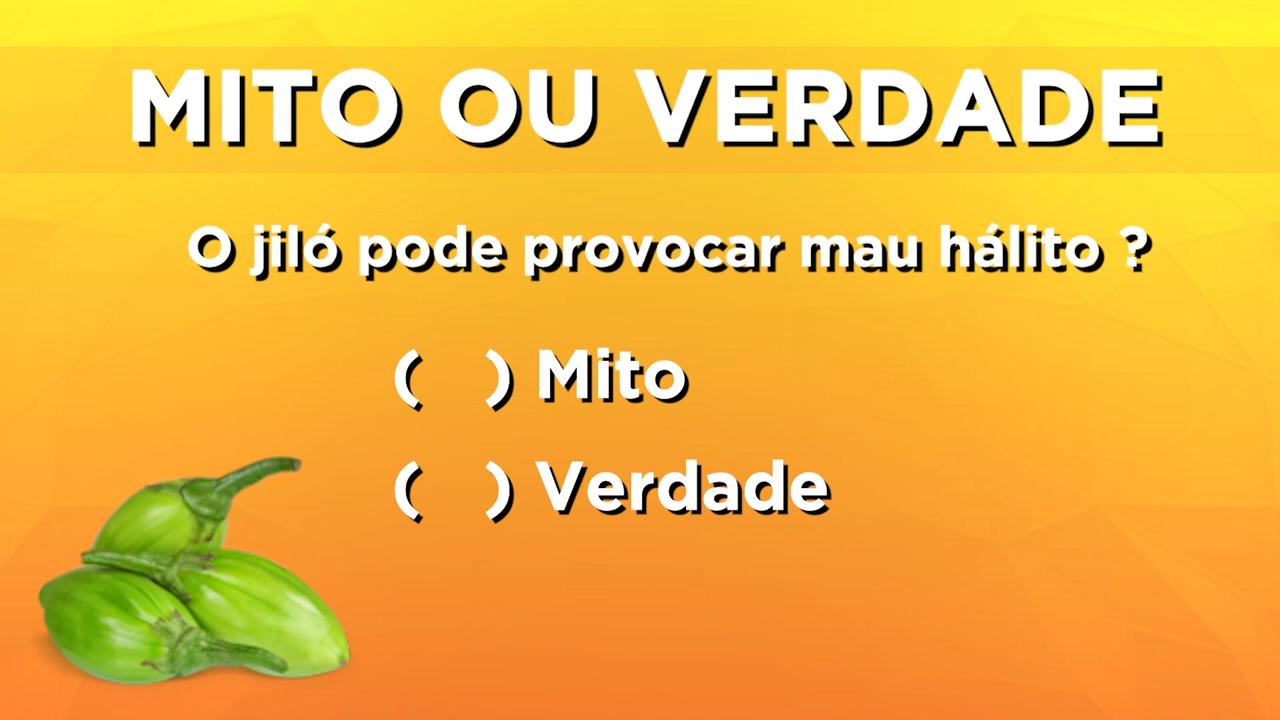 MITO OU VERDADE
O jiló pode provocar mau hálito ?
( ) Mito
( ) Verdade